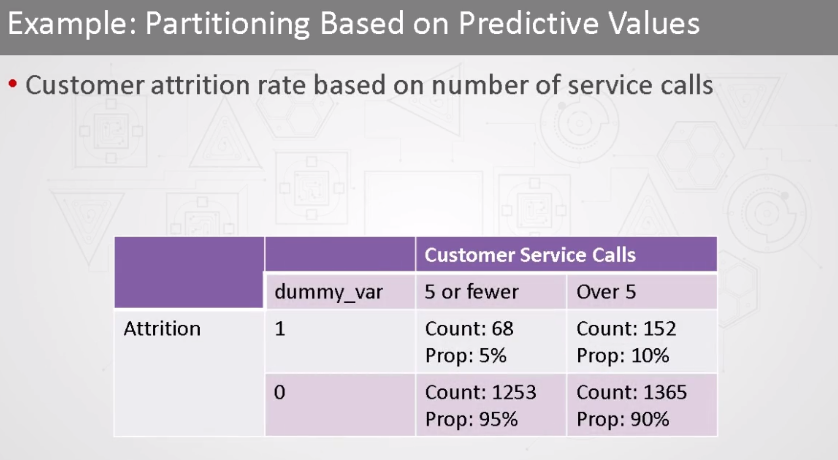 Example: Partitioning Based on Predictive Values
• Customer attrition rate based on number of service calls
Customer Service Calls
dummy_var 5 or fewer Over 5
Attrition 1 Count: 68 Count: 152
Prop: 5% Prop: 10%
0 Count: 1253 Count: 1365
Prop: 95% Prop: 90%